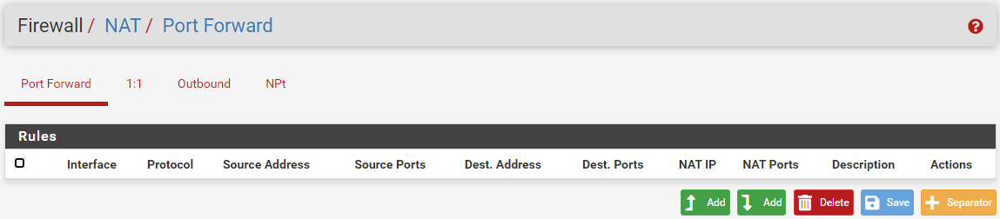 Firewall / NAT / Port Forward
Port Forward 1:1 Outbound NPt
Rules
Interface Protocol Source Address Source Ports Dest. Address Dest. Ports NAT IP NAT Ports Description Actions
Add Add Delete Save Separator